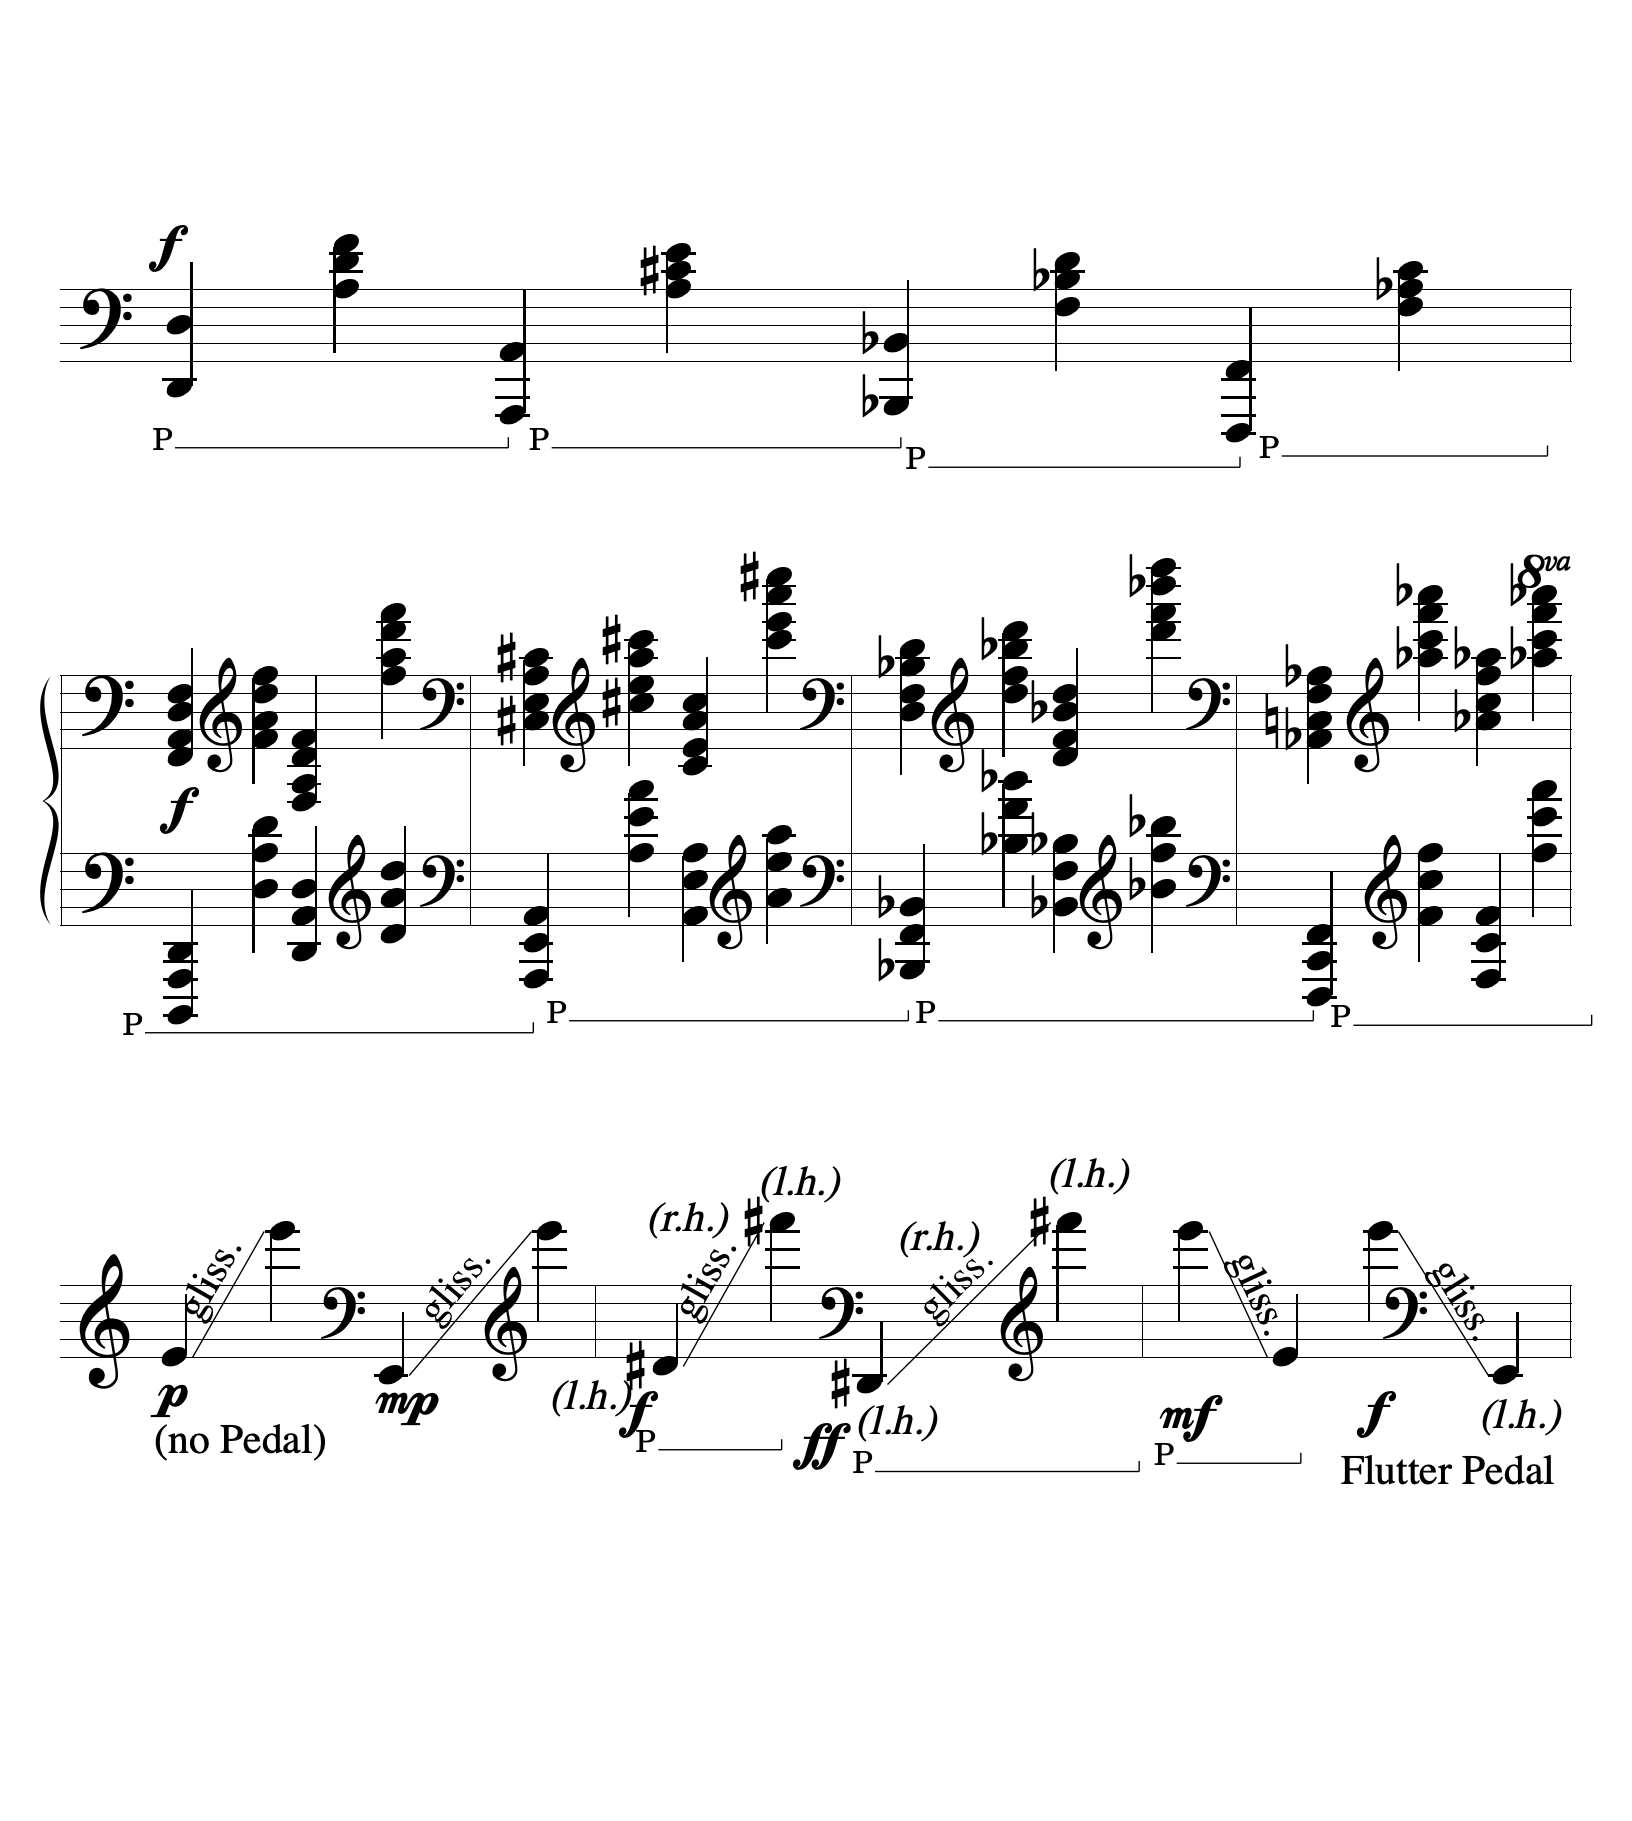 f
P P P P
8va
f
P P P P
(l.h.) (l.h.)
(r.h.) (r.h.)
gliss. gliss. gliss. gliss. gliss. gliss.
p mp (l.h.) f ff (l.h.) mf f (l.h.)
(no Pedal) P P P Flutter Pedal